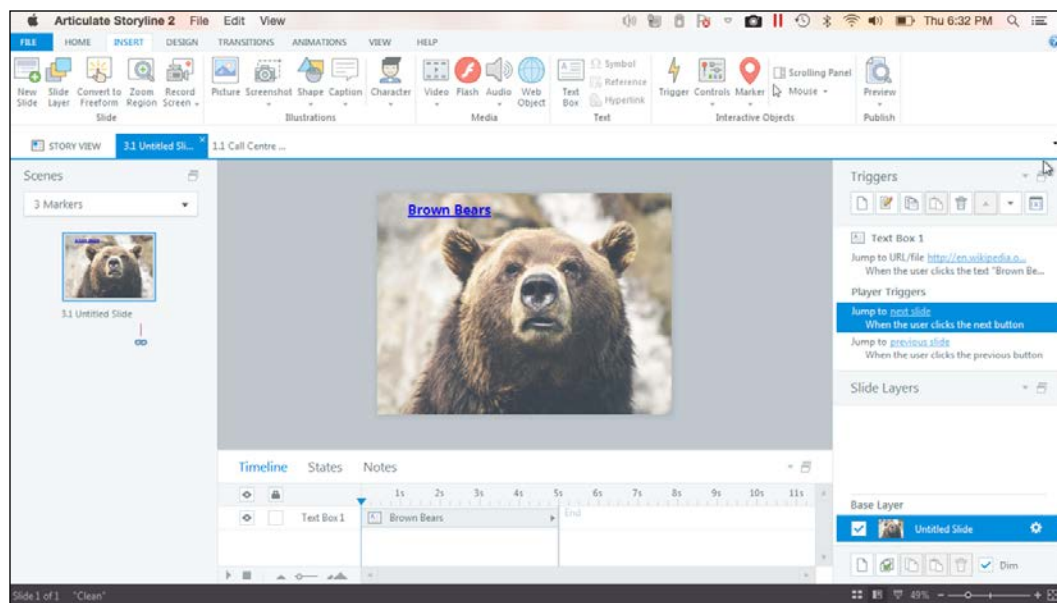 Articulate Storyline 2 File Edit View Thu 6:32 PM
FILE HOME INSERT DESIGN TRANSITIONS ANIMATIONS VIEW HELP
New Slide Slide Layer Convert to Freeform Zoom Region Record Screen Picture Screenshot Shape Caption Character Video Flash Audio Web Object Text Box Symbol Reference Hyperlink Trigger Controls Marker Scrolling Panel Mouse Preview
Slide Illustrations Media Text Interactive Objects Publish
STORY VIEW 3.1 Untitled Sli... 1.1 Call Centre ...
Scenes
3 Markers
3.1 Untitled Slide
Brown Bears
Triggers
Text Box 1
Jump to URL/file http://en.wikipedia.o...
When the user clicks the text "Brown Be...
Player Triggers
Jump to next slide
When the user clicks the next button
Jump to previous slide
When the user clicks the previous button
Slide Layers
Timeline States Notes
1s 2s 3s 4s 5s 6s 7s 8s 9s 10s 11s
Text Box 1 Brown Bears End
Base Layer
Untitled Slide
Dim
Slide 1 of 1 "Clean" 49%